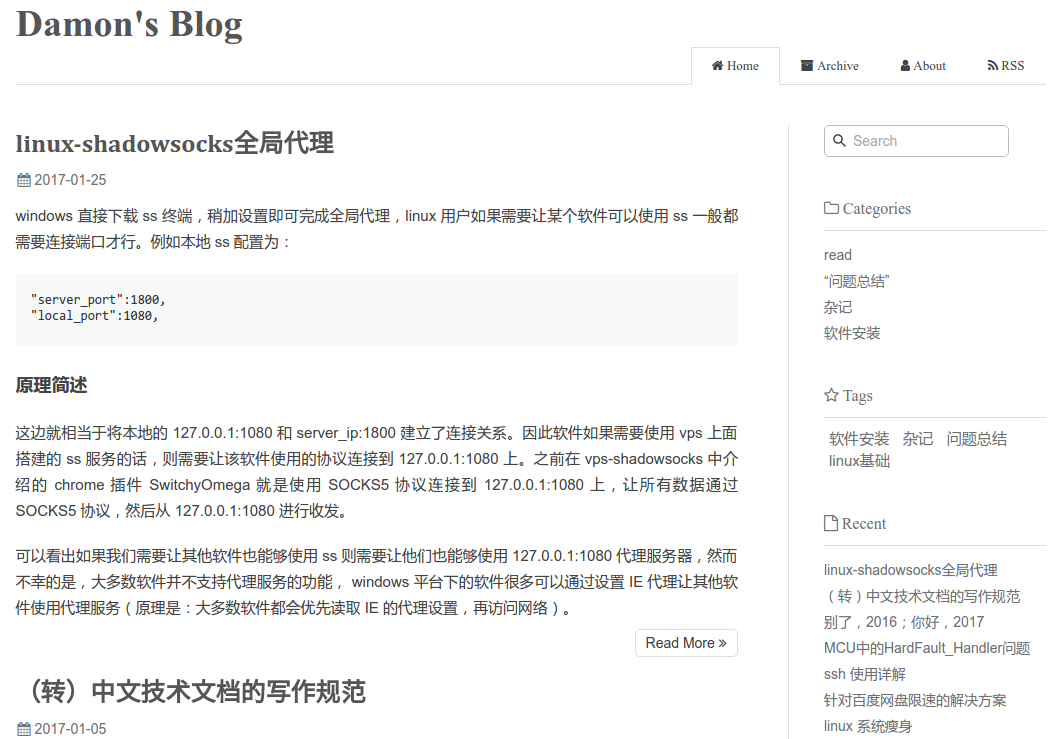 Damon's Blog
Home
Archive
About
RSS
linux-shadowsocks全局代理
2017-01-25
windows 直接下载 ss 终端，稍加设置即可完成全局代理，linux 用户如果需要让某个软件可以使用 ss 一般都
需要连接端口才行。例如本地 ss 配置为：
"server_port":1800,
"local_port":1080,
原理简述
这边就相当于将本地的 127.0.0.1:1080 和 server_ip:1800 建立了连接关系。因此软件如果需要使用 vps 上面
搭建的 ss 服务的话，则需要让该软件使用的协议连接到 127.0.0.1:1080 上。之前在 vps-shadowsocks 中介
绍的 chrome 插件 SwitchyOmega 就是使用 SOCKS5 协议连接到 127.0.0.1:1080 上，让所有数据通过
SOCKS5 协议，然后从 127.0.0.1:1080 进行收发。
可以看出如果我们需要让其他软件也能够使用 ss 则需要让他们也能够使用 127.0.0.1:1080 代理服务器，然而
不幸的是，大多数软件并不支持代理服务的功能， windows 平台下的软件很多可以通过设置 IE 代理让其他软
件使用代理服务（原理是：大多数软件都会优先读取 IE 的代理设置，再访问网络）。
Read More »
（转）中文技术文档的写作规范
2017-01-05
Search
Categories
read
“问题总结”
杂记
软件安装
Tags
软件安装 杂记 问题总结
linux基础
Recent
linux-shadowsocks全局代理
（转）中文技术文档的写作规范
别了，2016；你好，2017
MCU中的HardFault_Handler问题
ssh 使用详解
针对百度网盘限速的解决方案
linux 系统瘦身